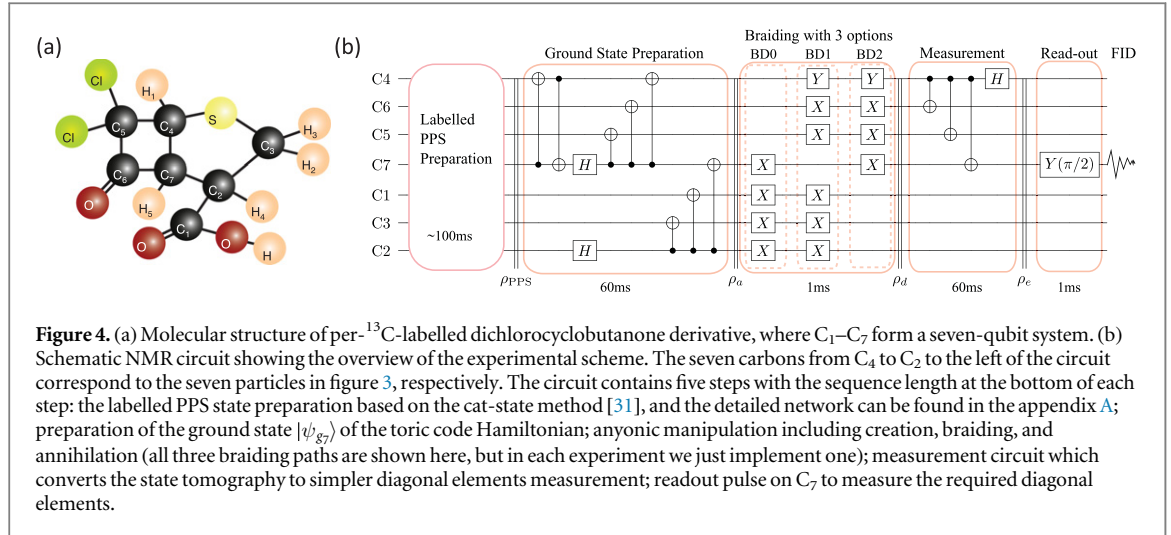 (a)
Cl
Cl
H₁
S
H₃
C₅
C₄
C₃
H₂
C₆
C₇
C₂
O
H₅
H₄
C₁
O
O
H
(b)
Braiding with 3 options
Ground State Preparation BD0 BD1 BD2 Measurement Read-out FID
C4 Y Y H
C6 X X
C5 X X
C7 H X X Y(π/2)
C1 X X
C3 X X
C2 H X X
Labelled
PPS
Preparation
~100ms
ρPPS ρa ρd ρe
60ms 1ms 60ms 1ms
Figure 4. (a) Molecular structure of per-¹³C-labelled dichlorocyclobutanone derivative, where C₁–C₇ form a seven-qubit system. (b)
Schematic NMR circuit showing the overview of the experimental scheme. The seven carbons from C₄ to C₂ to the left of the circuit
correspond to the seven particles in figure 3, respectively. The circuit contains five steps with the sequence length at the bottom of each
step: the labelled PPS state preparation based on the cat-state method [31], and the detailed network can be found in the appendix A;
preparation of the ground state |ψg₇⟩ of the toric code Hamiltonian; anyonic manipulation including creation, braiding, and
annihilation (all three braiding paths are shown here, but in each experiment we just implement one); measurement circuit which
converts the state tomography to simpler diagonal elements measurement; readout pulse on C₇ to measure the required diagonal
elements.